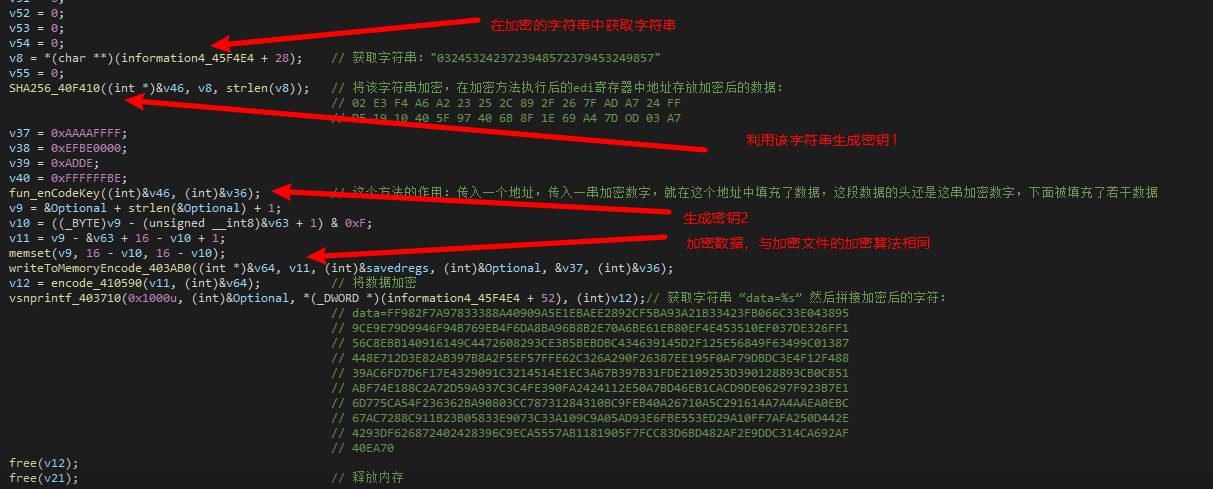 v52 = 0;
v53 = 0;
v54 = 0;
在加密的字符串中获取字符串
v8 = *(char **)(information4_45F4E4 + 28); // 获取字符串："032453242372394857237945324985​7"
v55 = 0;
SHA256_40F410((int *)&v46, v8, strlen(v8)); // 将该字符串加密，在加密方法执行后的edi寄存器中地址存放加密后的数据：
// 02 E3 F4 A6 A2 23 25 2C 89 2F 26 7F AD A7 24 FF
// DE 19 10 40 5F 97 40 6B 8F 1E 69 A4 7D OD 03 A7
v37 = 0xAAAAFFFF;
利用该字符串生成密钥1
v38 = 0xEFBE0000;
v39 = 0xADDE;
v40 = 0xFFFFFFBE;
fun_enCodeKey((int)&v46, (int)&v36); // 这个方法的作用：传入一个地址，传入一串加密数字，就在这个地址中填充了数据，这段数据的头还是这串加密数字，下面被填充了若干数据
v9 = &Optional + strlen(&Optional) + 1;
生成密钥2
v10 = ((_BYTE)v9 - (unsigned __int8)&v63 + 1) & 0xF;
v11 = v9 - &v63 + 16 - v10 + 1;
加密数据，与加密文件的加密算法相同
memset(v9, 16 - v10, 16 - v10);
writeToMemoryEncode_403AB0((int *)&v64, v11, (int)&savedregs, (int)&Optional, &v37, (int)&v36);
v12 = encode_410590(v11, (int)&v64); // 将数据加密
vsnprintf_403710(0x1000u, (int)&Optional, *(_DWORD *)(information4_45F4E4 + 52), (int)v12);// 获取字符串 “data=%s” 然后拼接加密后的字符：
// data=FF982F7A97833388A40909A5E1EBAEE2892CF5BA93A21B33423FB066C33E043895
// 9CE9E79D9946F94B769EB4F6DA8BA96B8B2E70A6BE61EB80EF4E453510EF037DE326FF1
// 56C8EBB140916149C4472608293CE3B5BEBDBC434639145D2F125E56849F63499C01387
// 448E712D3E82AB397B8A2F5EF57FFE62C326A290F26387EE195F0AF79DBDC3E4F12F488
// 39AC6FD7D6F17E4329091C3214514E1EC3A67B397B31FDE2109253D390128893CB0C851
// ABF74E188C2A72D59A937C3C4FE390FA2424112E50A7BD46EB1CACD9DE06297F923B7E1
// 6D775CA54F236362BA90803CC78731284310BC9FEB40A26710A5C291614A7A4AAEA0EBC
// 67AC7288C911B23B05833E9073C33A109C9A05AD93E6FBE553ED29A10FF7AFA250D442E
// 4293DF626872402428396C9ECA5557AB1181905F7FCC83D6BD482AF2E9DDC314CA692AF
// 40EA70
free(v12);
free(v21); // 释放内存